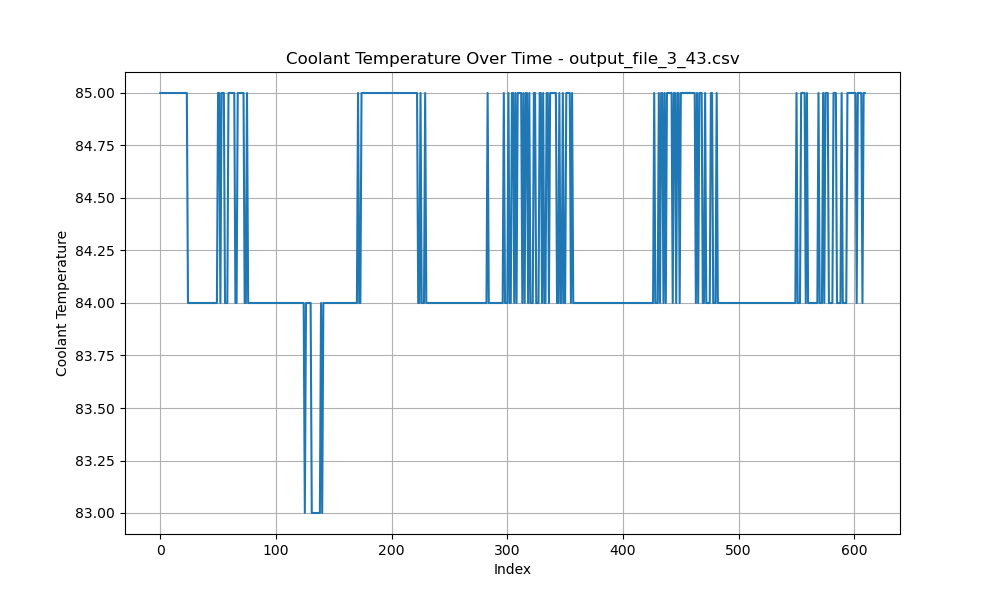 Coolant Temperature Over Time - output_file_3_43.csv
85.00
84.75
84.50
84.25
84.00
83.75
83.50
83.25
83.00
Coolant Temperature
0 100 200 300 400 500 600
Index